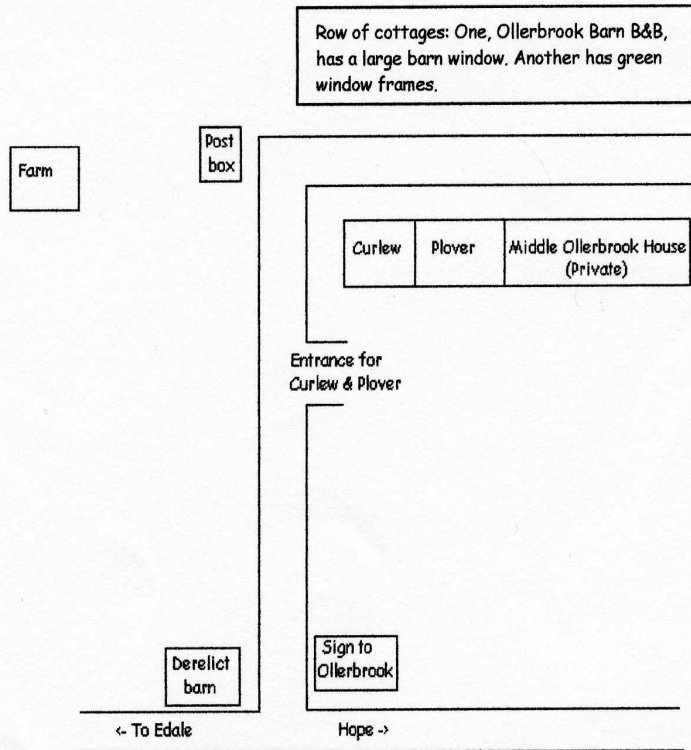 Row of cottages: One, Ollerbrook Barn B&B,
has a large barn window. Another has green
window frames.
Post
box
Farm
Curlew
Plover
Middle Ollerbrook House
(Private)
Entrance for
Curlew & Plover
Sign to
Ollerbrook
Derelict
barn
<- To Edale
Hope ->